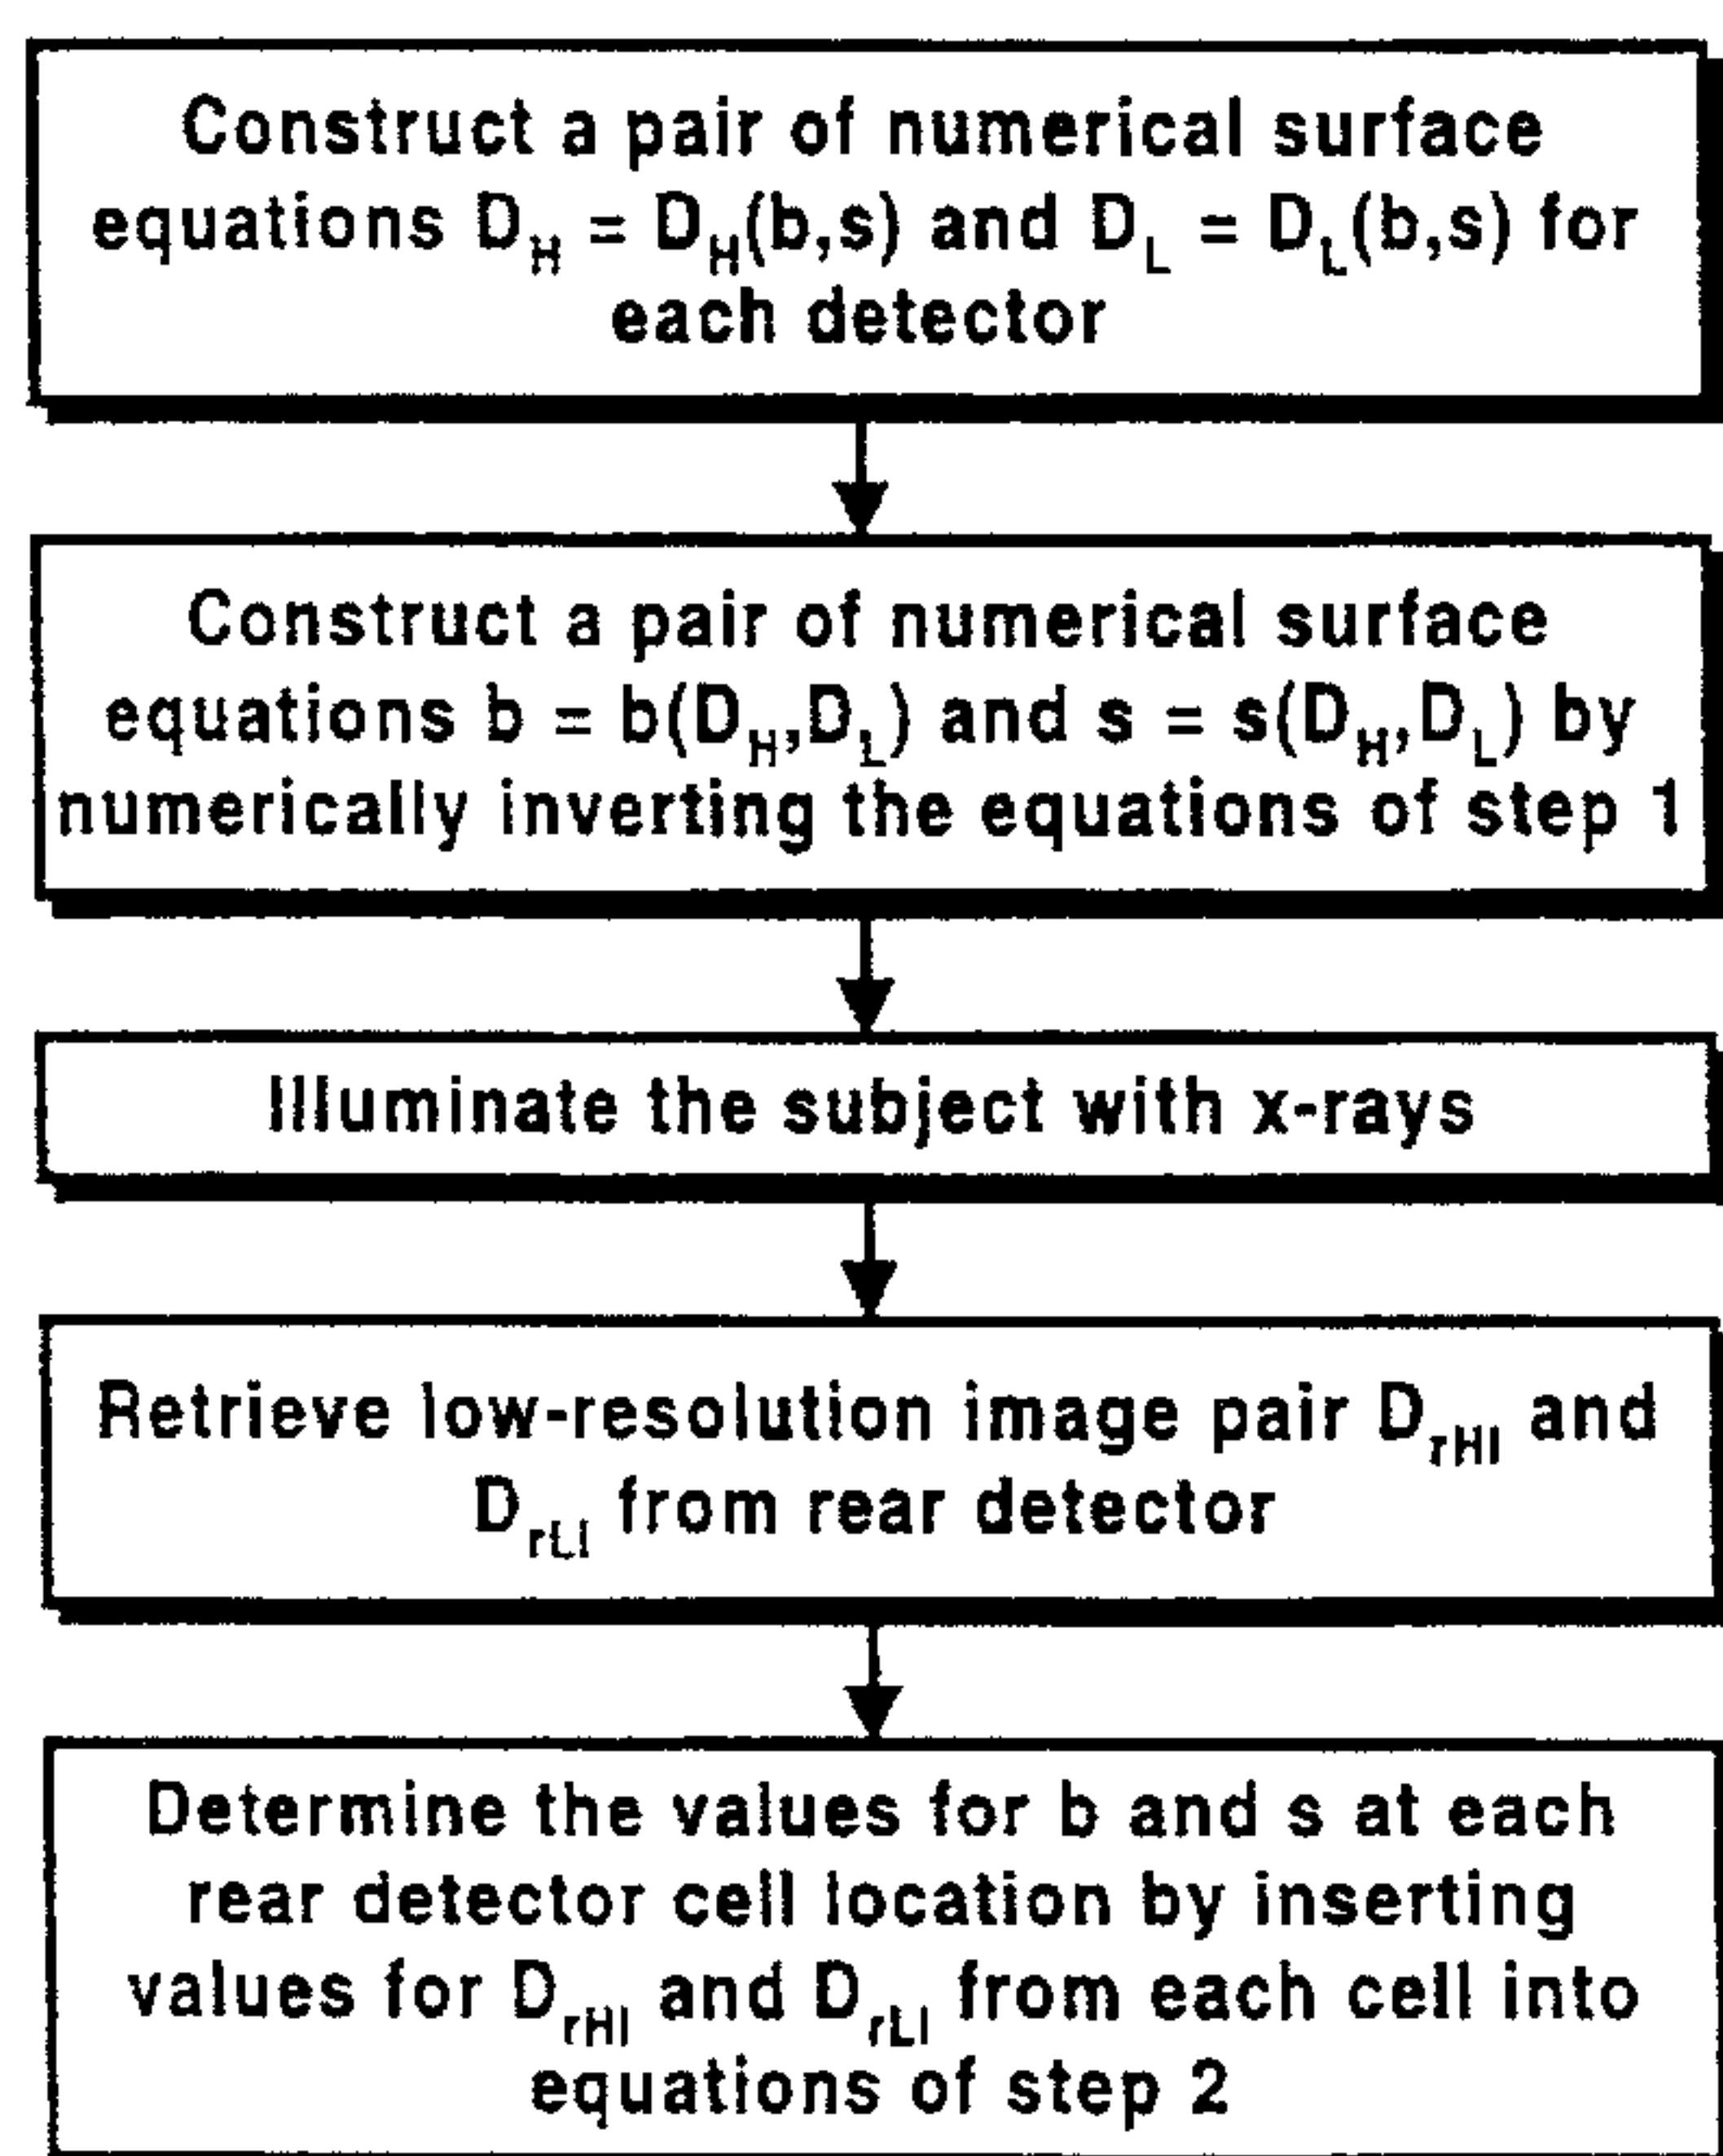 Construct a pair of numerical surface
equations D_H = D_H(b,s) and D_L = D_L(b,s) for
each detector
Construct a pair of numerical surface
equations b = b(D_H,D_L) and s = s(D_H,D_L) by
numerically inverting the equations of step 1
Illuminate the subject with x-rays
Retrieve low-resolution image pair D_rHl and
D_rLl from rear detector
Determine the values for b and s at each
rear detector cell location by inserting
values for D_rHl and D_rLl from each cell into
equations of step 2